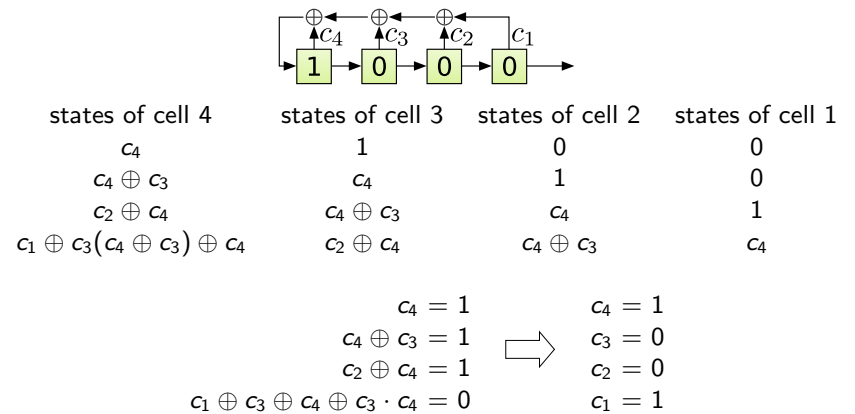 c₄ c₃ c₂ c₁
1 0 0 0
states of cell 4 states of cell 3 states of cell 2 states of cell 1
c₄ 1 0 0
c₄ ⊕ c₃ c₄ 1 0
c₂ ⊕ c₄ c₄ ⊕ c₃ c₄ 1
c₁ ⊕ c₃(c₄ ⊕ c₃) ⊕ c₄ c₂ ⊕ c₄ c₄ ⊕ c₃ c₄
c₄ = 1 c₄ = 1
c₄ ⊕ c₃ = 1 c₃ = 0
c₂ ⊕ c₄ = 1 c₂ = 0
c₁ ⊕ c₃ ⊕ c₄ ⊕ c₃ · c₄ = 0 c₁ = 1